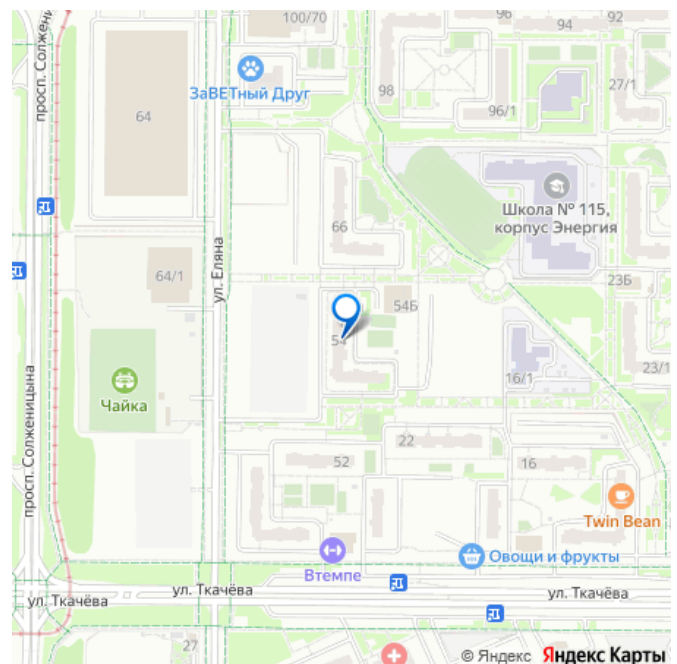 100/70
96
94
92
просп. Солжени
ЗаВЕТный Друг
98
27/1
64
96/1
Школа № 115,
корпус Энергия
66
64/1
ул. Еляна
23Б
54Б
54
16/1
23/1
Чайка
просп. Солженицына
22
52
16
Twin Bean
Втемпе
Овощи и фрукты
ул. Ткачёва
ул. Ткачёва
ул. Ткачёва
27
© Яндекс Яндекс Карты